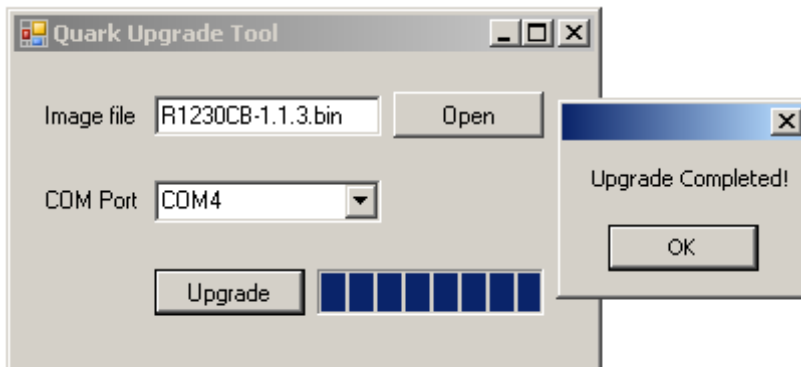 Quark Upgrade Tool
Image file R1230CB-1.1.3.bin Open
COM Port COM4
Upgrade
Upgrade Completed!
OK